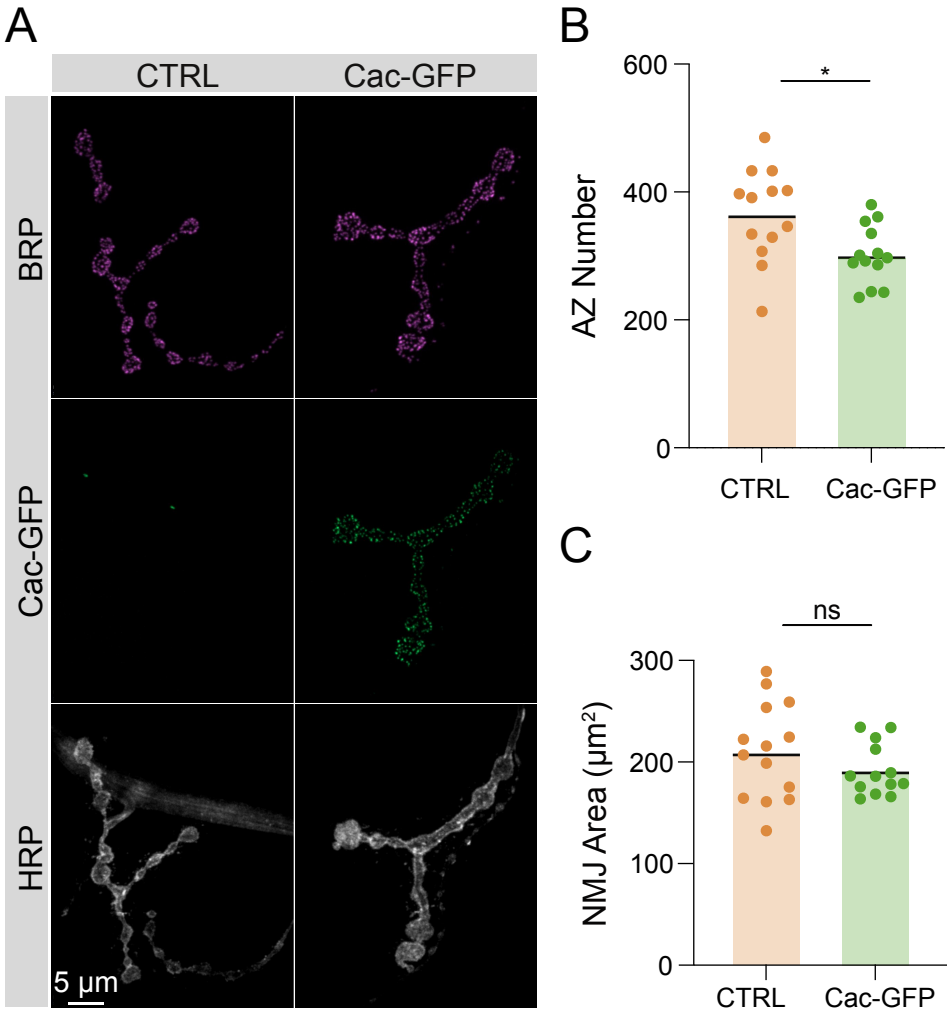 A
CTRL
Cac-GFP
BRP
Cac-GFP
HRP
5 µm
B
600
400
200
0
AZ Number
*
CTRL
Cac-GFP
C
ns
300
200
100
0
NMJ Area (µm²)
CTRL
Cac-GFP